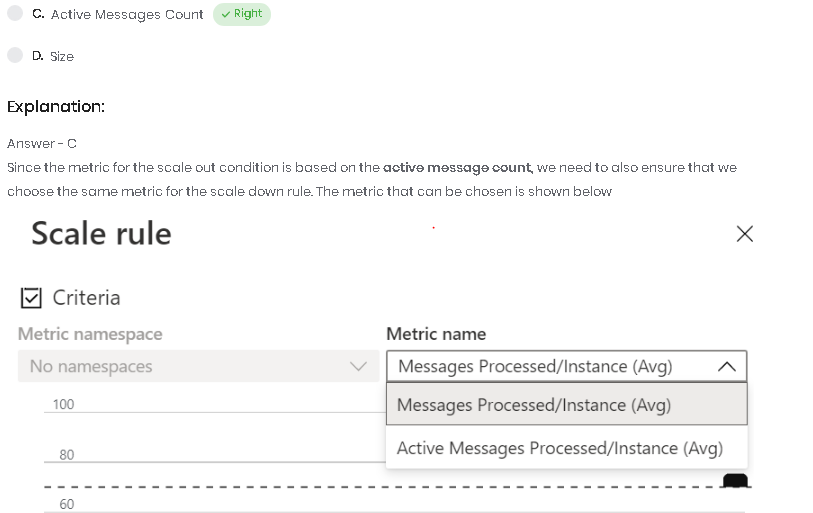 C. Active Messages Count ✓ Right
D. Size
Explanation:
Answer - C
Since the metric for the scale out condition is based on the active message count, we need to also ensure that we
choose the same metric for the scale down rule. The metric that can be chosen is shown below
Scale rule
Criteria
Metric namespace
Metric name
No namespaces
Messages Processed/Instance (Avg)
Messages Processed/Instance (Avg)
Active Messages Processed/Instance (Avg)
100
80
60